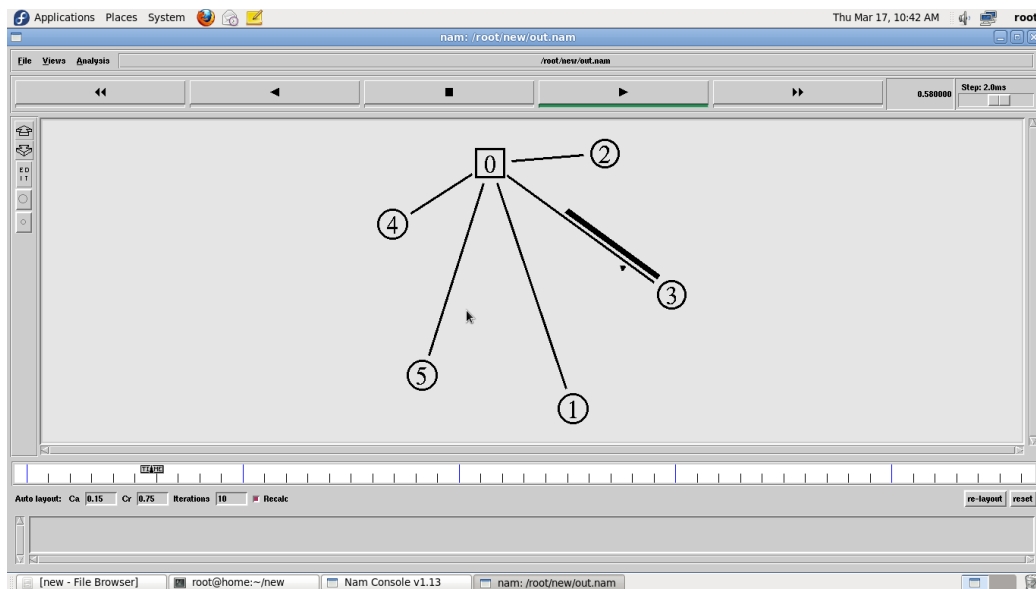 Applications Places System Thu Mar 17, 10:42 AM root
nam: /root/new/out.nam
File Views Analysis /root/new/out.nam
0.580000 Step: 2.0ms
E D
I T
0
2
4
3
5
1
TIME
Auto layout: Ca 0.15 Cr 0.75 Iterations 10 Recalc re-layout reset
[new - File Browser] root@home:~/new Nam Console v1.13 nam: /root/new/out.nam